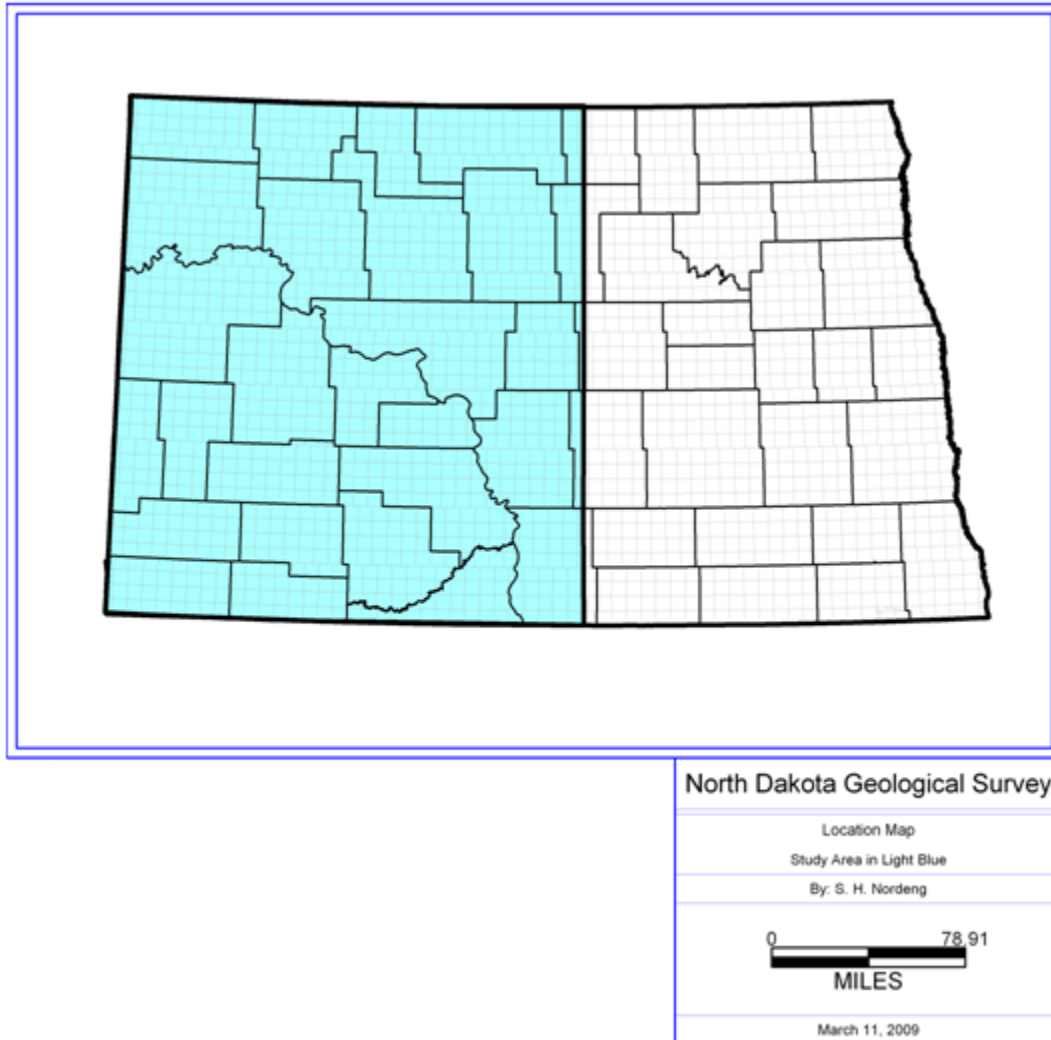 North Dakota Geological Survey
Location Map
Study Area in Light Blue
By: S. H. Nordeng
0 78.91
MILES
March 11, 2009